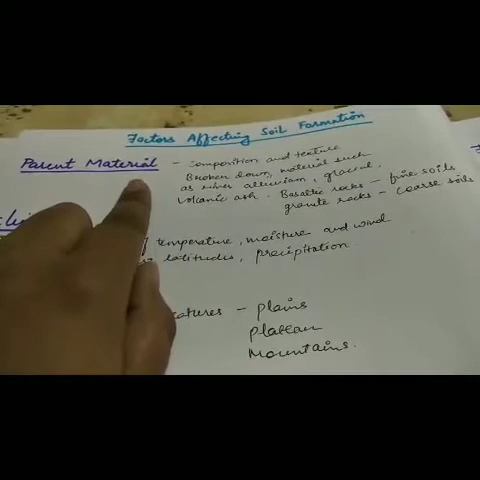 Factors Affecting Soil Formation
Parent Material - Composition and texture
Broken down, material such
as river alluvium, glacial,
volcanic ash. Basaltic rocks - fine soils
granite rocks - coarse soils
temperature, moisture and wind
latitudes, precipitation
- plains
Plateau
Mountains.